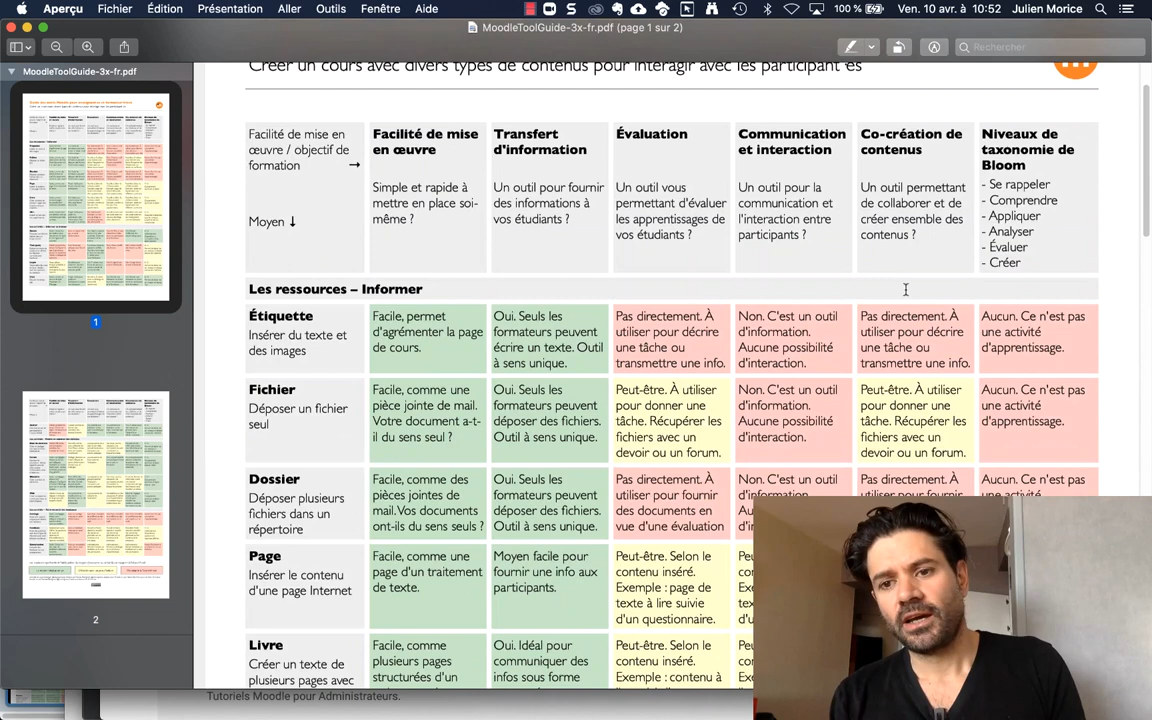 Aperçu Fichier Édition Présentation Aller Outils Fenêtre Aide 100 % Ven. 10 avr. à 10:52 Julien Morice
MoodleToolGuide-3x-fr.pdf (page 1 sur 2)
Rechercher
MoodleToolGuide-3x-fr.pdf
1
2
Créer un cours avec divers types de contenus pour interagir avec les participant·es
Facilité de mise en
œuvre / objectif de
formation →
Moyen ↓
Facilité de mise
en œuvre
Simple et rapide à
mettre en place soi-
même ?
Transfert
d'information
Un outil pour fournir
des informations à
vos étudiants ?
Évaluation
Un outil vous
permettant d'évaluer
les apprentissages de
vos étudiants ?
Communication
et interaction
Un outil pour la
communication et
l'interaction entre
participants ?
Co-création de
contenus
Un outil permettant
de collaborer et de
créer ensemble des
contenus ?
Niveaux de
taxonomie de
Bloom
- Se rappeler
- Comprendre
- Appliquer
- Analyser
- Évaluer
- Créer
Les ressources – Informer
Étiquette
Insérer du texte et
des images
Facile, permet
d'agrémenter la page
de cours.
Oui. Seuls les
formateurs peuvent
écrire un texte. Outil
à sens unique.
Pas directement. À
utiliser pour décrire
une tâche ou
transmettre une info.
Non. C'est un outil
d'information.
Aucune possibilité
d'interaction.
Pas directement. À
utiliser pour décrire
une tâche ou
transmettre une info.
Aucun. Ce n'est pas
une activité
d'apprentissage.
Fichier
Déposer un fichier
seul
Facile, comme une
pièce jointe de mail.
Votre document a-t-
il du sens seul ?
Oui. Seuls les
formateurs peuvent
déposer des fichiers.
Outil à sens unique.
Peut-être. À utiliser
pour donner une
tâche. Récupérer les
fichiers avec un
devoir ou un forum.
Non. C'est un outil
d'information.
Aucune possibilité
d'interaction.
Peut-être. À utiliser
pour donner une
tâche. Récupérer les
fichiers avec un
devoir ou un forum.
Aucun. Ce n'est pas
une activité
d'apprentissage.
Dossier
Déposer plusieurs
fichiers dans un
répertoire
Facile, comme des
pièces jointes de
mail. Vos documents
ont-ils du sens seuls ?
Oui. Seuls les
formateurs peuvent
déposer des fichiers.
Outil à sens unique.
Pas directement. À
utiliser pour fournir
des documents en
vue d'une évaluation
Non. C'est un outil
d'information.
Pas directement. À
utiliser pour fournir
Aucun. Ce n'est pas
une activité
Page
Insérer le contenu
d'une page Internet
Facile, comme une
page d'un traitement
de texte.
Moyen facile pour
fournir une info aux
participants.
Peut-être. Selon le
contenu inséré.
Exemple : page de
texte à lire suivie
d'un questionnaire.
Livre
Créer un texte de
plusieurs pages avec
Facile, comme
plusieurs pages
structurées d'un
Oui. Idéal pour
communiquer des
infos sous forme
Peut-être. Selon le
contenu inséré.
Exemple : contenu à
Tutoriels Moodle pour Administrateurs.